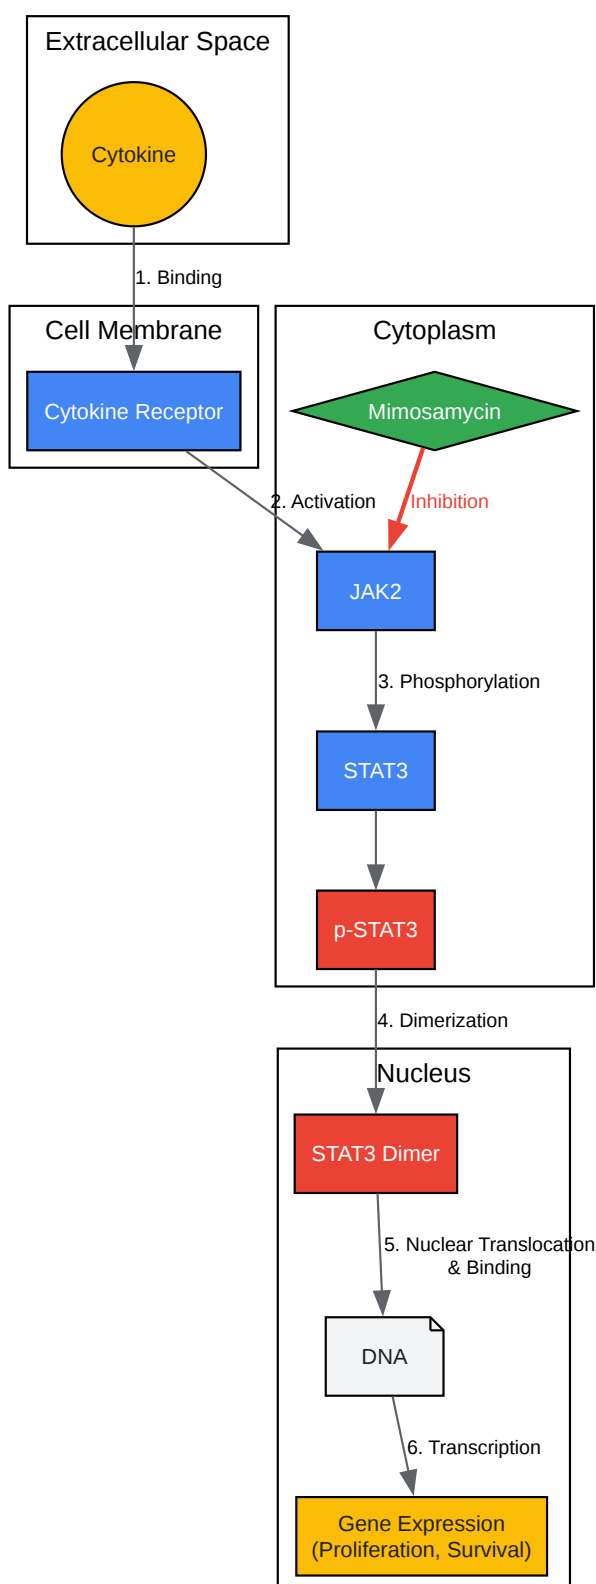 Extracellular Space
Cytokine
1. Binding
Cell Membrane
Cytokine Receptor
Cytoplasm
Mimosamycin
2. Activation
Inhibition
JAK2
3. Phosphorylation
STAT3
p-STAT3
4. Dimerization
Nucleus
STAT3 Dimer
5. Nuclear Translocation
& Binding
DNA
6. Transcription
Gene Expression
(Proliferation, Survival)